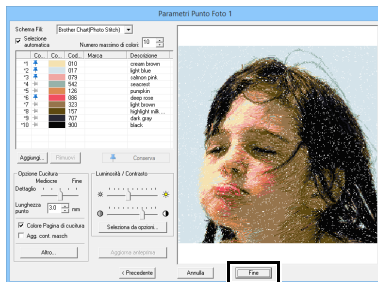 Parametri Punto Foto 1
Schema Fili: Brother Chart(Photo Stitch)
Selezione automatica Numero massimo di colori: 10
Co... Co... Cod... Marca Descrizione
*1 010 cream brown
*2 017 light blue
*3 079 salmon pink
*4 542 seacrest
*5 126 pumpkin
*6 086 deep rose
*7 323 light brown
*8 157 highlight milk ...
*9 707 dark gray
*10 900 black
Aggiungi... Rimuovi Conserva
Opzione Cucitura
Mediocre Fine
Dettaglio
Lunghezza punto 3.0 mm
Colore Pagina di cucitura
Agg. cont. masch
Altro...
Luminosità / Contrasto
Seleziona da opzioni...
Aggiorna anteprima
< Precedente Annulla Fine